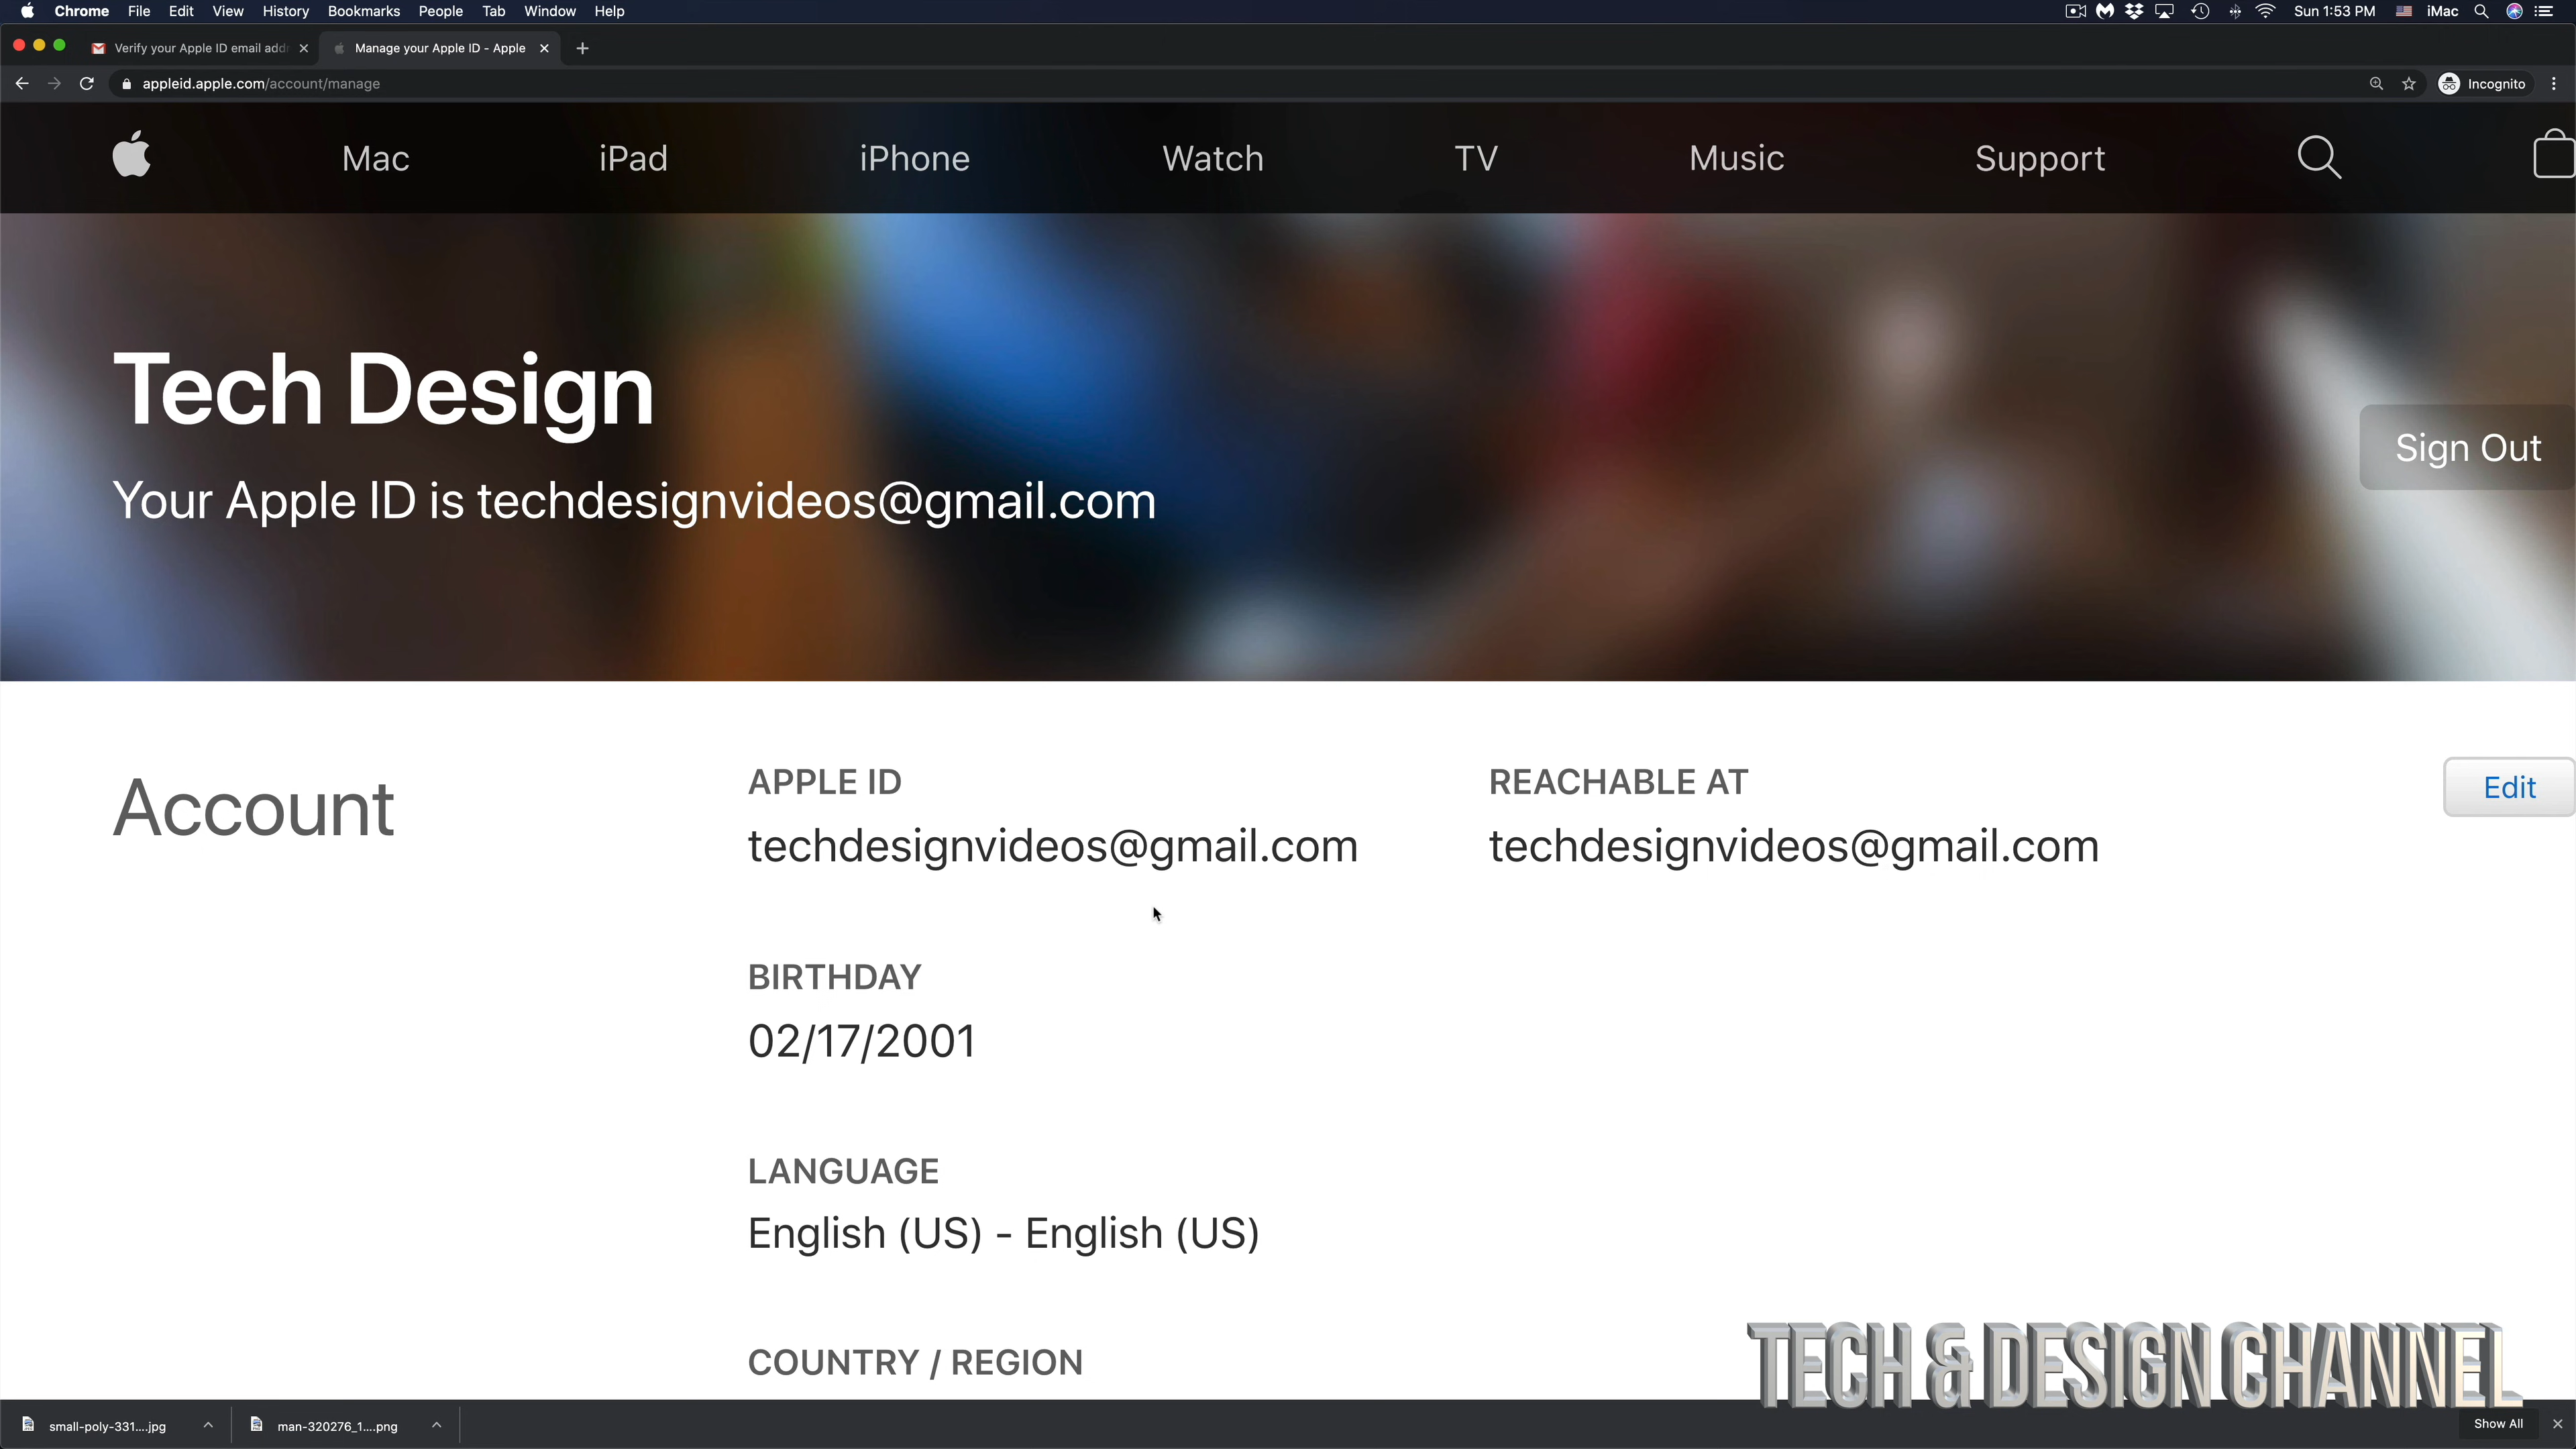 Chrome File Edit View History Bookmarks People Tab Window Help Sun 1:53 PM iMac
Verify your Apple ID email addr Manage your Apple ID - Apple
appleid.apple.com/account/manage Incognito
Mac iPad iPhone Watch TV Music Support
Tech Design
Sign Out
Your Apple ID is techdesignvideos@gmail.com
Account
APPLE ID
techdesignvideos@gmail.com
REACHABLE AT
techdesignvideos@gmail.com
Edit
BIRTHDAY
02/17/2001
LANGUAGE
English (US) - English (US)
COUNTRY / REGION
TECH & DESIGN CHANNEL
small-poly-331....jpg man-320276_1....png Show All